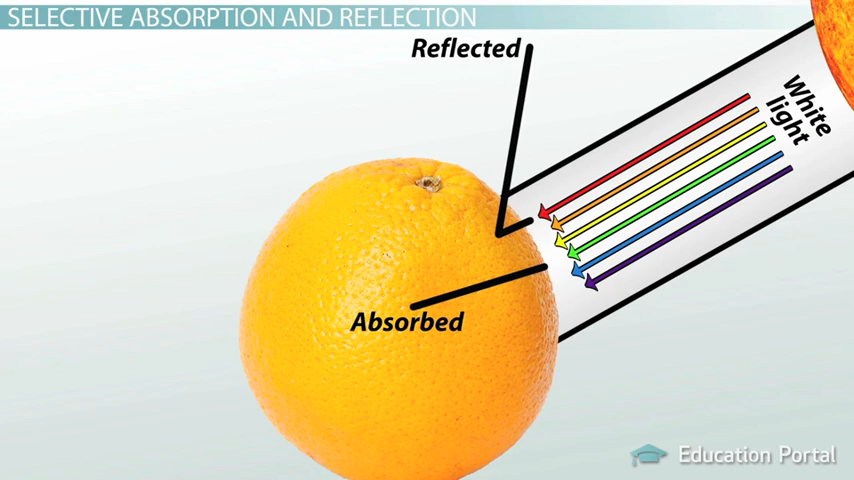 SELECTIVE ABSORPTION AND REFLECTION
Reflected
White
light
Absorbed
Education Portal